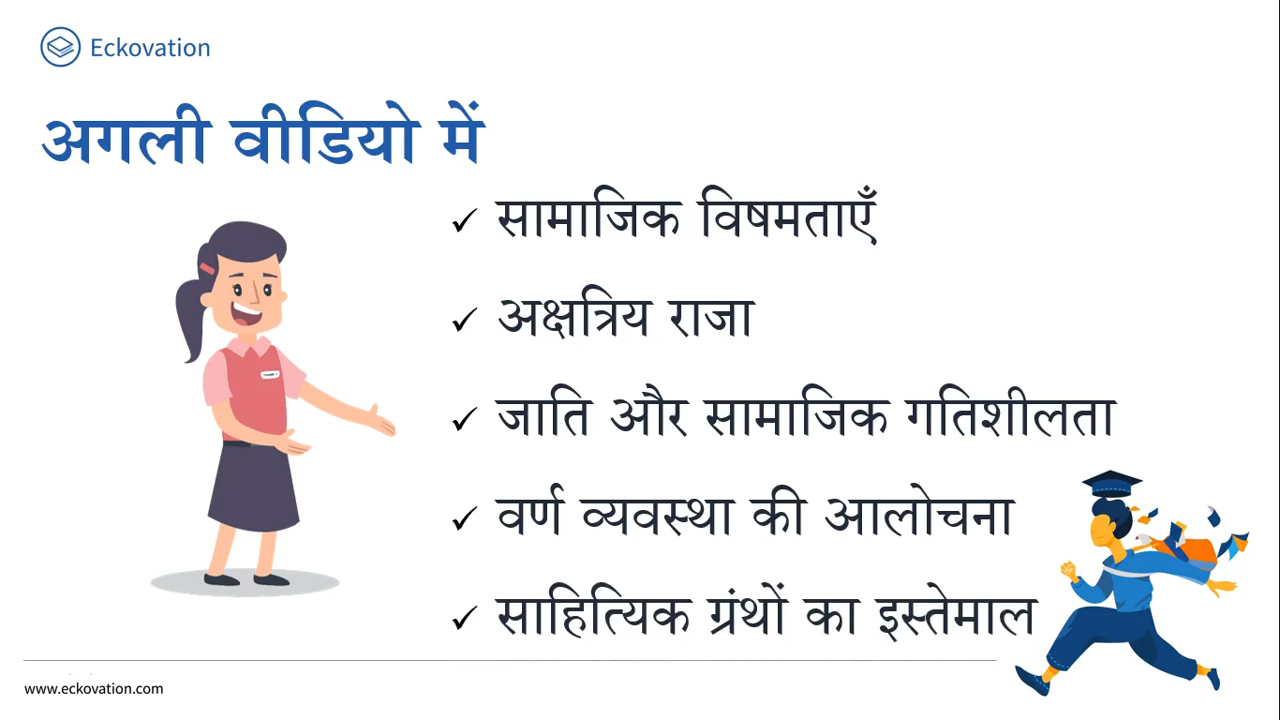 Eckovation
अगली वीडियो में
✓ सामाजिक विषमताएँ
✓ अक्षत्रिय राजा
✓ जाति और सामाजिक गतिशीलता
✓ वर्ण व्यवस्था की आलोचना
✓ साहित्यिक ग्रंथों का इस्तेमाल
www.eckovation.com